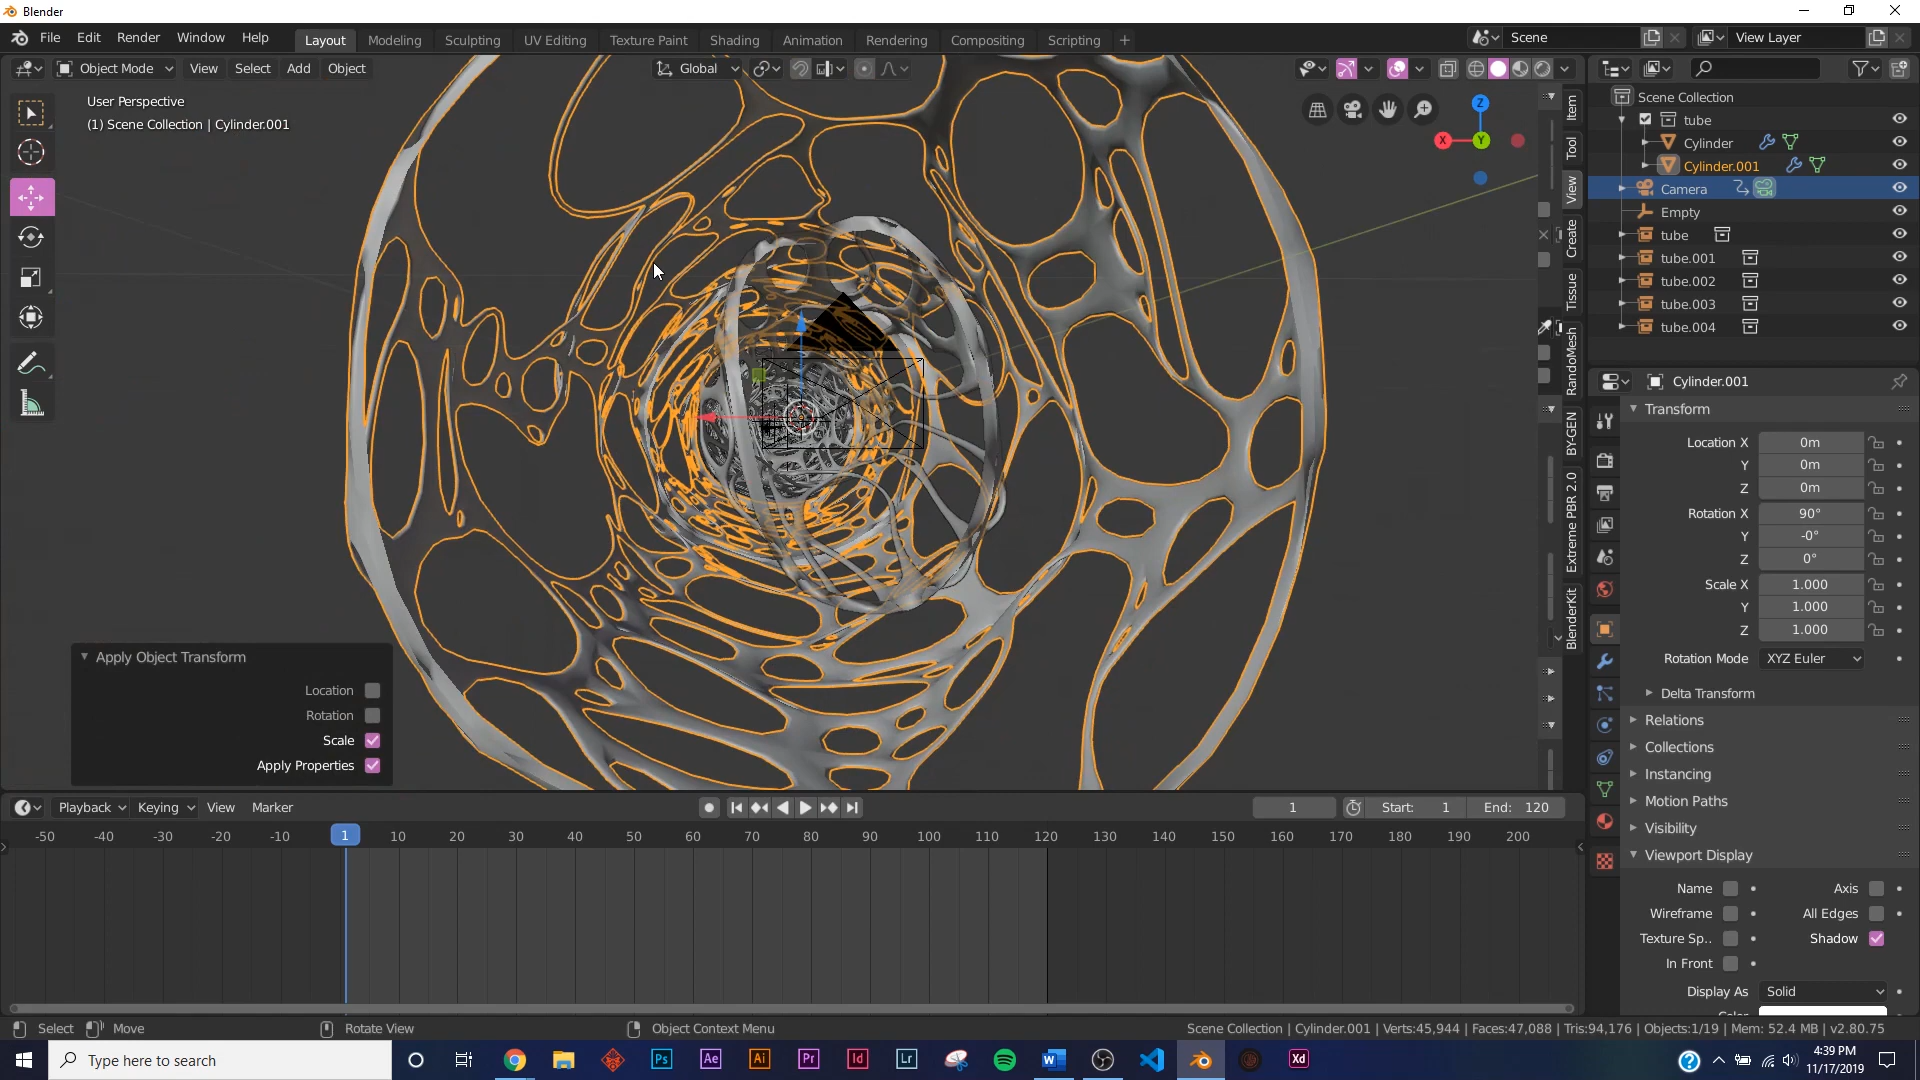 Blender
File Edit Render Window Help
Layout Modeling Sculpting UV Editing Texture Paint Shading Animation Rendering Compositing Scripting +
Scene
View Layer
Object Mode View Select Add Object
Global
User Perspective
(1) Scene Collection | Cylinder.001
Z
X
Y
Item
Tool
View
Create
Tissue
RandoMesh
BY-GEN
Extreme PBR 2.0
BlenderKit
Scene Collection
tube
Cylinder
Cylinder.001
Camera
Empty
tube
tube.001
tube.002
tube.003
tube.004
Cylinder.001
Transform
Location X 0m
Y 0m
Z 0m
Rotation X 90°
Y -0°
Z 0°
Scale X 1.000
Y 1.000
Z 1.000
Rotation Mode XYZ Euler
Delta Transform
Relations
Collections
Instancing
Motion Paths
Visibility
Viewport Display
Name Axis
Wireframe All Edges
Texture Sp.. Shadow
In Front
Display As Solid
Apply Object Transform
Location
Rotation
Scale
Apply Properties
Playback Keying View Marker
1 Start: 1 End: 120
-50 -40 -30 -20 -10 1 10 20 30 40 50 60 70 80 90 100 110 120 130 140 150 160 170 180 190 200
Select Move Rotate View Object Context Menu
Scene Collection | Cylinder.001 | Verts:45,944 | Faces:47,088 | Tris:94,176 | Objects:1/19 | Mem: 52.4 MB | v2.80.75
Type here to search
Ps Ae Ai Pr Id Lr Xd
4:39 PM
11/17/2019